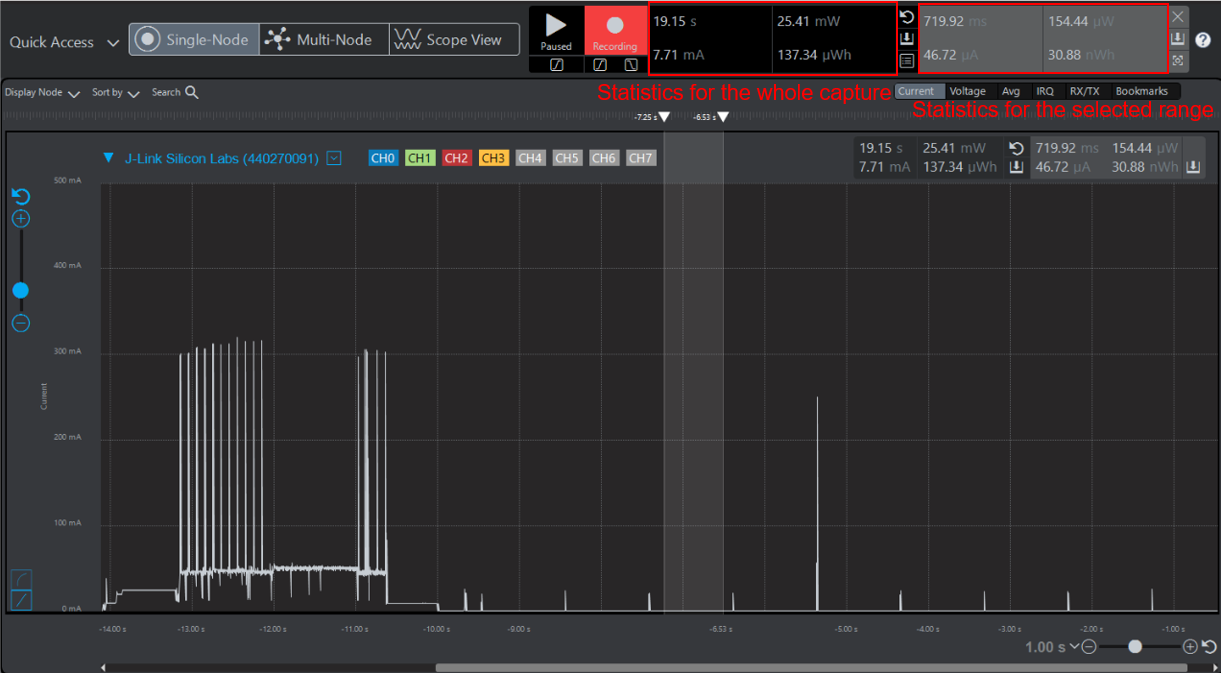 Quick Access
Single-Node
Multi-Node
Scope View
Paused
Recording
19.15 s
25.41 mW
7.71 mA
137.34 µWh
719.92 ms
154.44 µW
46.72 µA
30.88 nWh
Statistics for the whole capture
Statistics for the selected range
Display Node
Sort by
Search
Current
Voltage
Avg
IRQ
RX/TX
Bookmarks
-7.25 s
-6.53 s
J-Link Silicon Labs (440270091)
CH0
CH1
CH2
CH3
CH4
CH5
CH6
CH7
19.15 s
25.41 mW
719.92 ms
154.44 µW
7.71 mA
137.34 µWh
46.72 µA
30.88 nWh
500 mA
400 mA
300 mA
200 mA
100 mA
0 mA
Current
-14.00 s
-13.00 s
-12.00 s
-11.00 s
-10.00 s
-9.00 s
-6.53 s
-5.00 s
-4.00 s
-3.00 s
-2.00 s
-1.00 s
1.00 s